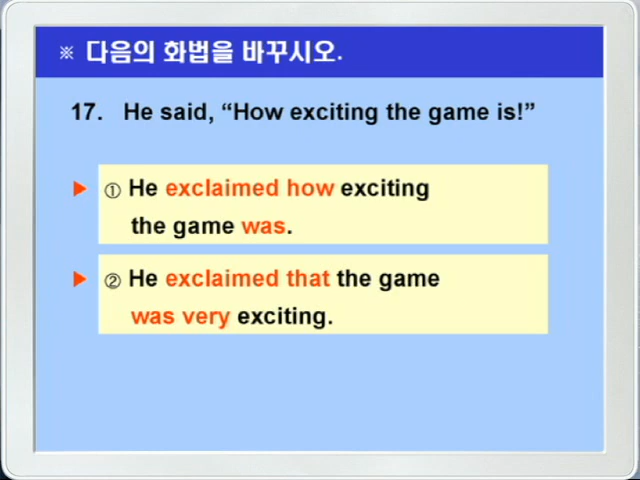 ※ 다음의 화법을 바꾸시오.
17. He said, “How exciting the game is!”
▶ ① He exclaimed how exciting
the game was.
▶ ② He exclaimed that the game
was very exciting.